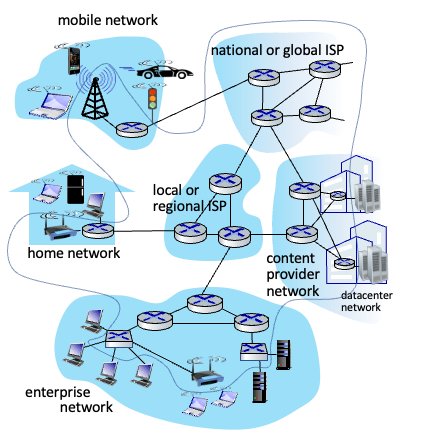 mobile network
national or global ISP
local or
regional ISP
home network
content
provider
network
datacenter
network
enterprise
network